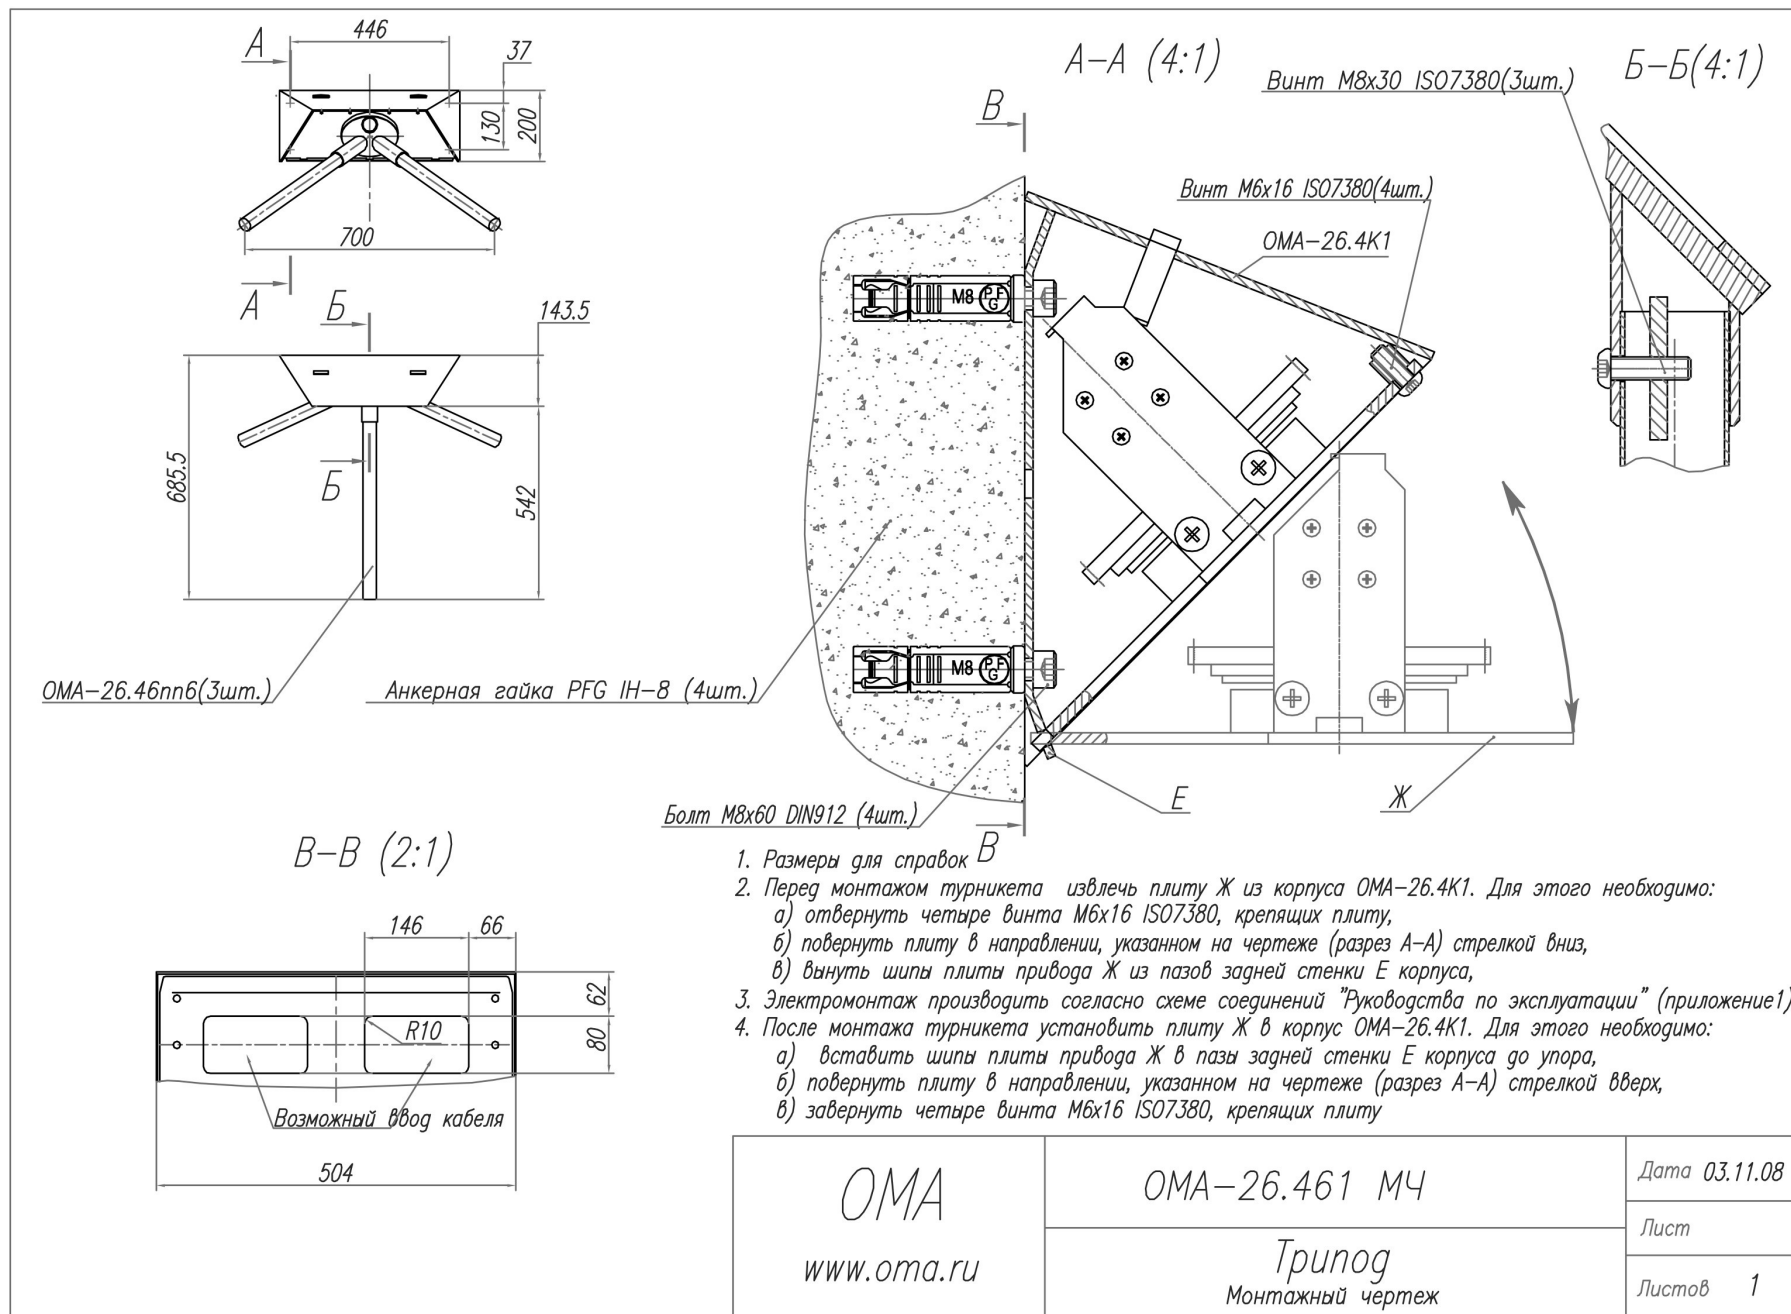 А
446
37
130
200
700
А
Б
143.5
685.5
Б
542
ОМА-26.46пп6(3шт.)
Анкерная гайка PFG IH-8 (4шт.)
А-А (4:1)
В
Винт М8х30 ISO7380(3шт.)
Б-Б(4:1)
Винт М6х16 ISO7380(4шт.)
ОМА-26.4К1
М8
P F
G
М8
P F
G
Е
Ж
Болт М8х60 DIN912 (4шт.)
В
В-В (2:1)
146
66
62
R10
80
Возможный ввод кабеля
504
1. Размеры для справок
2. Перед монтажом турникета извлечь плиту Ж из корпуса ОМА-26.4К1. Для этого необходимо:
а) отвернуть четыре винта М6х16 ISO7380, крепящих плиту,
б) повернуть плиту в направлении, указанном на чертеже (разрез А-А) стрелкой вниз,
в) вынуть шипы плиты привода Ж из пазов задней стенки Е корпуса,
3. Электромонтаж производить согласно схеме соединений "Руководства по эксплуатации" (приложение1)
4. После монтажа турникета установить плиту Ж в корпус ОМА-26.4К1. Для этого необходимо:
а) вставить шипы плиты привода Ж в пазы задней стенки Е корпуса до упора,
б) повернуть плиту в направлении, указанном на чертеже (разрез А-А) стрелкой вверх,
в) завернуть четыре винта М6х16 ISO7380, крепящих плиту
ОМА
www.oma.ru
ОМА-26.461 МЧ
Трипод
Монтажный чертеж
Дата 03.11.08
Лист
Листов 1